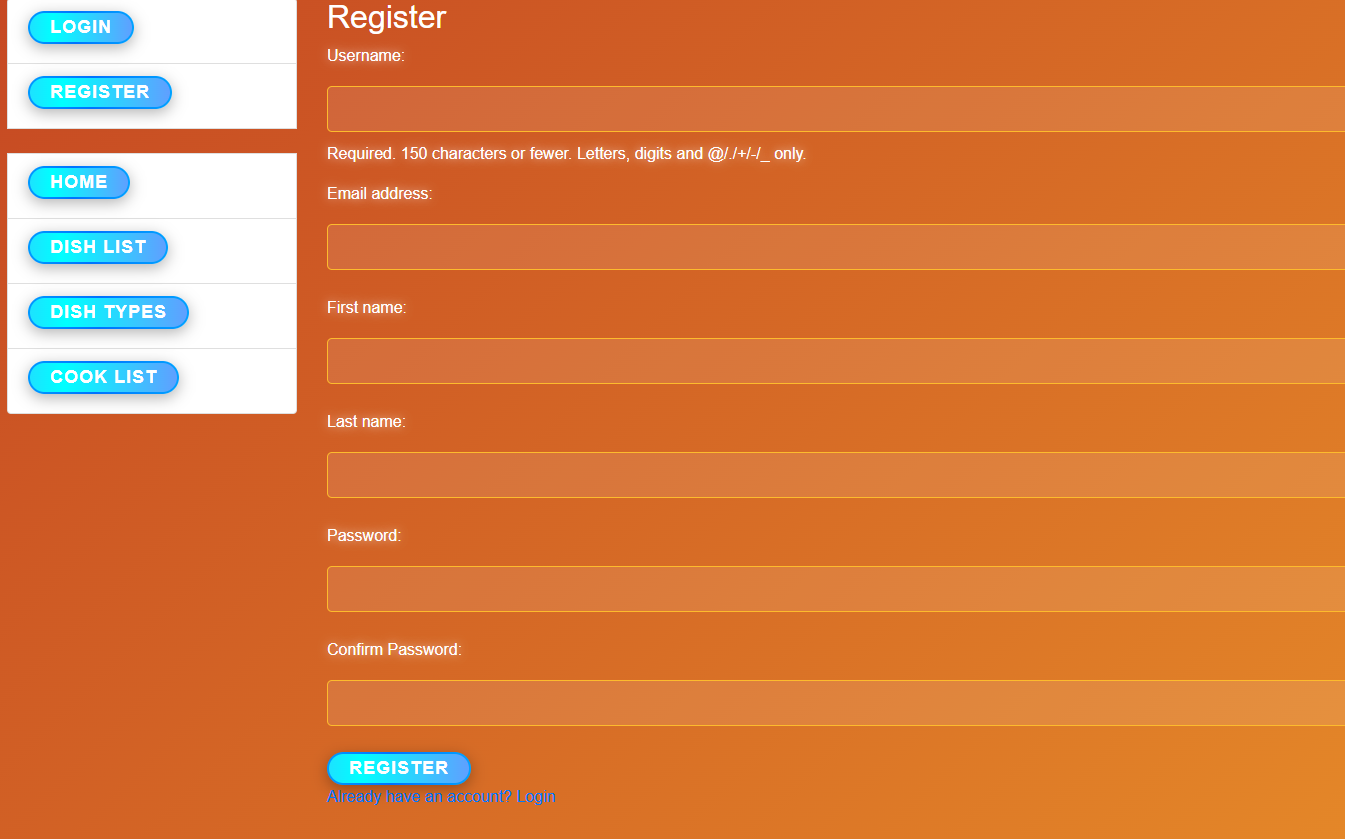 LOGIN
REGISTER
HOME
DISH LIST
DISH TYPES
COOK LIST
Register
Username:
Required. 150 characters or fewer. Letters, digits and @/./+/-/_ only.
Email address:
First name:
Last name:
Password:
Confirm Password:
REGISTER
Already have an account? Login